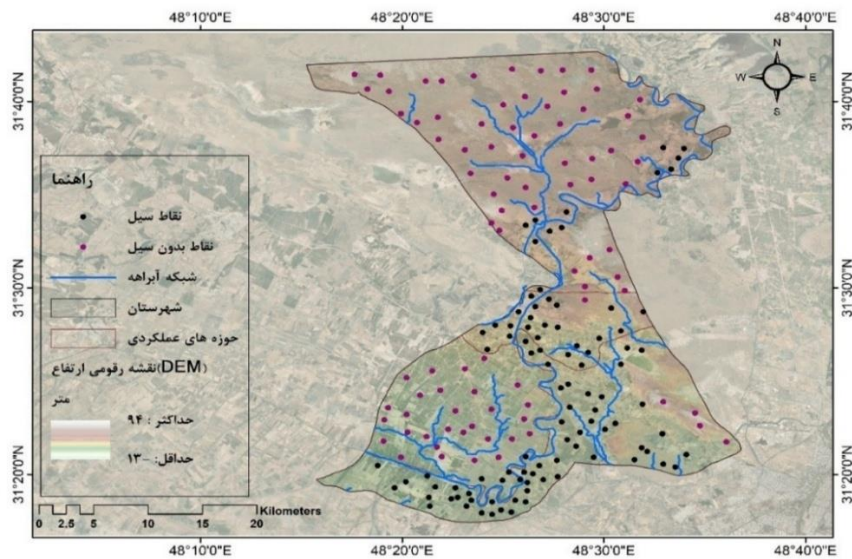 48°10'0"E 48°20'0"E 48°30'0"E 48°40'0"E
N
W E
S
31°40'0"N 31°40'0"N
راهنما
نقاط سیل
نقاط بدون سیل
شبکه آبراهه
31°30'0"N 31°30'0"N
شهرستان
حوزه های عملکردی
نقشه رقومی ارتفاع(DEM)
متر
حداکثر : ۹۴
حداقل: ۱۳-
31°20'0"N 31°20'0"N
0 2.5 5 10 15 20 Kilometers
48°10'0"E 48°20'0"E 48°30'0"E 48°40'0"E